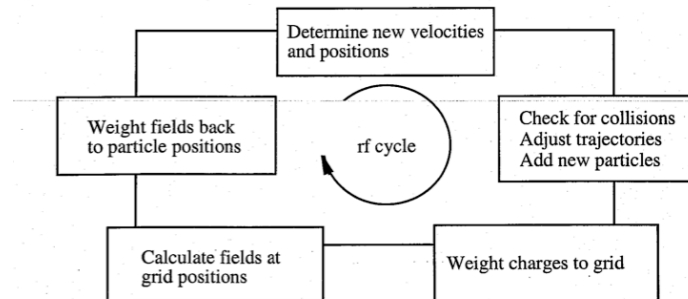 Determine new velocities
and positions
Weight fields back
to particle positions
rf cycle
Check for collisions
Adjust trajectories
Add new particles
Calculate fields at
grid positions
Weight charges to grid